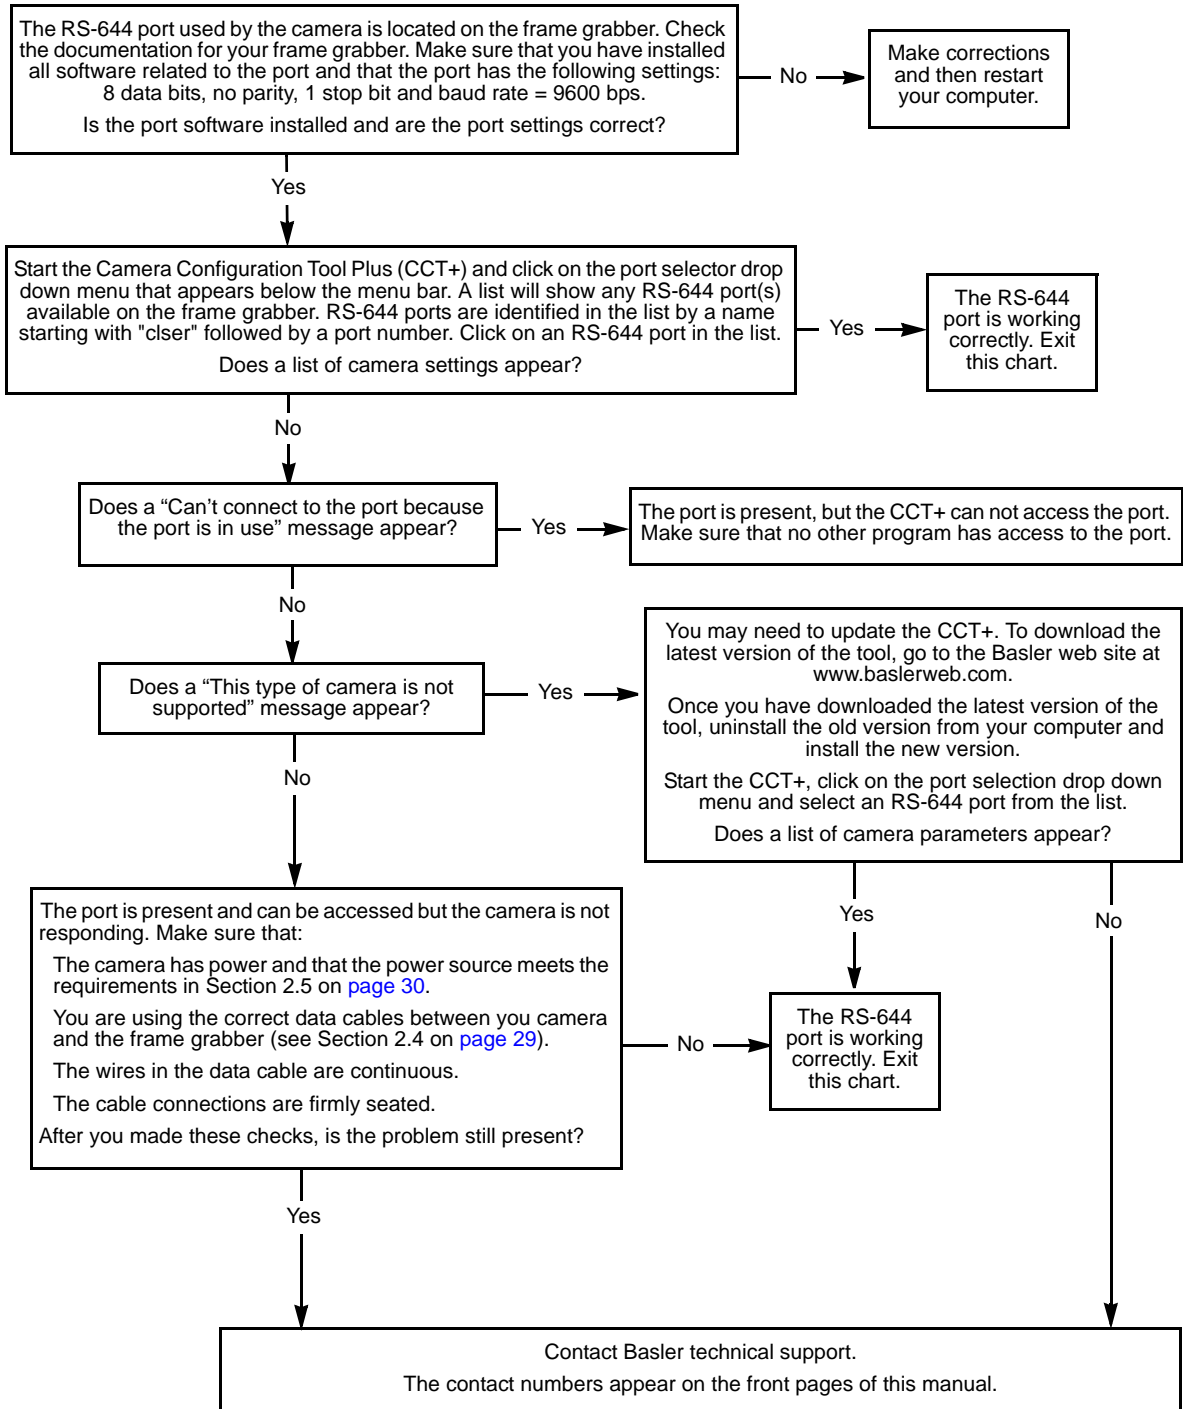 The RS-644 port used by the camera is located on the frame grabber. Check
the documentation for your frame grabber. Make sure that you have installed
all software related to the port and that the port has the following settings:
8 data bits, no parity, 1 stop bit and baud rate = 9600 bps.
Is the port software installed and are the port settings correct?
No
Make corrections
and then restart
your computer.
Yes
Start the Camera Configuration Tool Plus (CCT+) and click on the port selector drop
down menu that appears below the menu bar. A list will show any RS-644 port(s)
available on the frame grabber. RS-644 ports are identified in the list by a name
starting with "clser" followed by a port number. Click on an RS-644 port in the list.
Does a list of camera settings appear?
Yes
The RS-644
port is working
correctly. Exit
this chart.
No
Does a “Can’t connect to the port because
the port is in use” message appear?
Yes
The port is present, but the CCT+ can not access the port.
Make sure that no other program has access to the port.
No
Does a “This type of camera is not
supported” message appear?
Yes
You may need to update the CCT+. To download the
latest version of the tool, go to the Basler web site at
www.baslerweb.com.
Once you have downloaded the latest version of the
tool, uninstall the old version from your computer and
install the new version.
Start the CCT+, click on the port selection drop down
menu and select an RS-644 port from the list.
Does a list of camera parameters appear?
No
Yes
No
The port is present and can be accessed but the camera is not
responding. Make sure that:
The camera has power and that the power source meets the
requirements in Section 2.5 on page 30.
You are using the correct data cables between you camera
and the frame grabber (see Section 2.4 on page 29).
The wires in the data cable are continuous.
The cable connections are firmly seated.
After you made these checks, is the problem still present?
No
The RS-644
port is working
correctly. Exit
this chart.
Yes
Contact Basler technical support.
The contact numbers appear on the front pages of this manual.